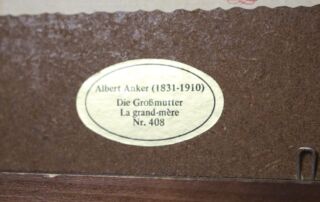 Albert Anker (1831-1910)
Die Großmutter
La grand-mère
Nr. 408